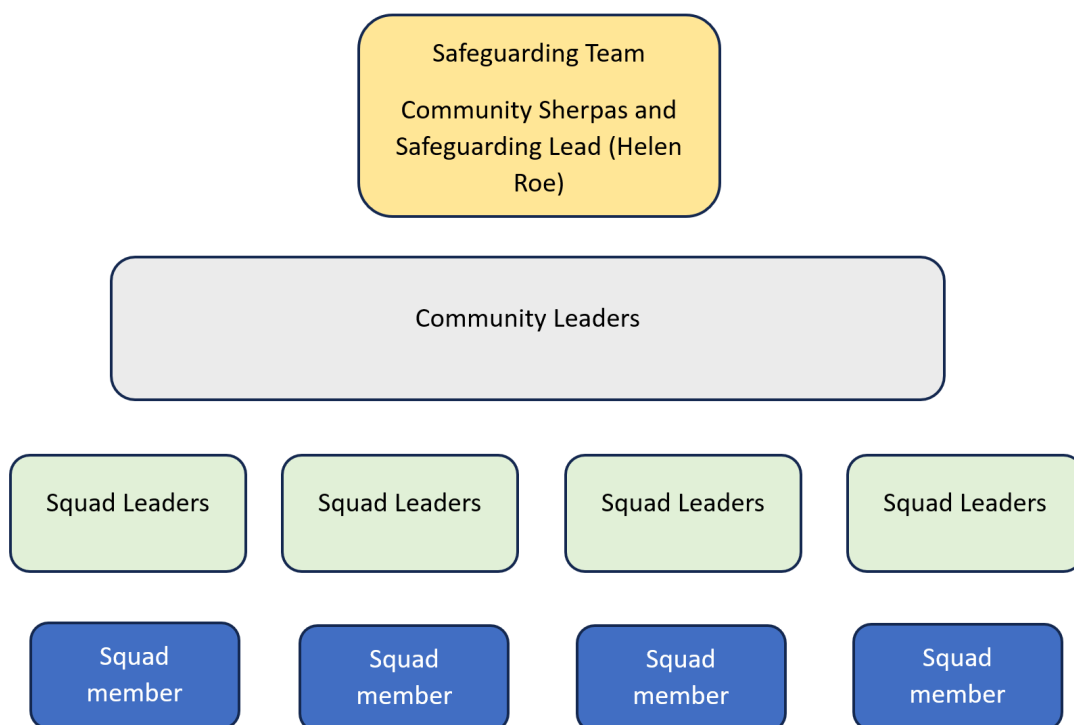 Safeguarding Team
Community Sherpas and
Safeguarding Lead (Helen
Roe)
Community Leaders
Squad Leaders
Squad Leaders
Squad Leaders
Squad Leaders
Squad
member
Squad
member
Squad
member
Squad
member